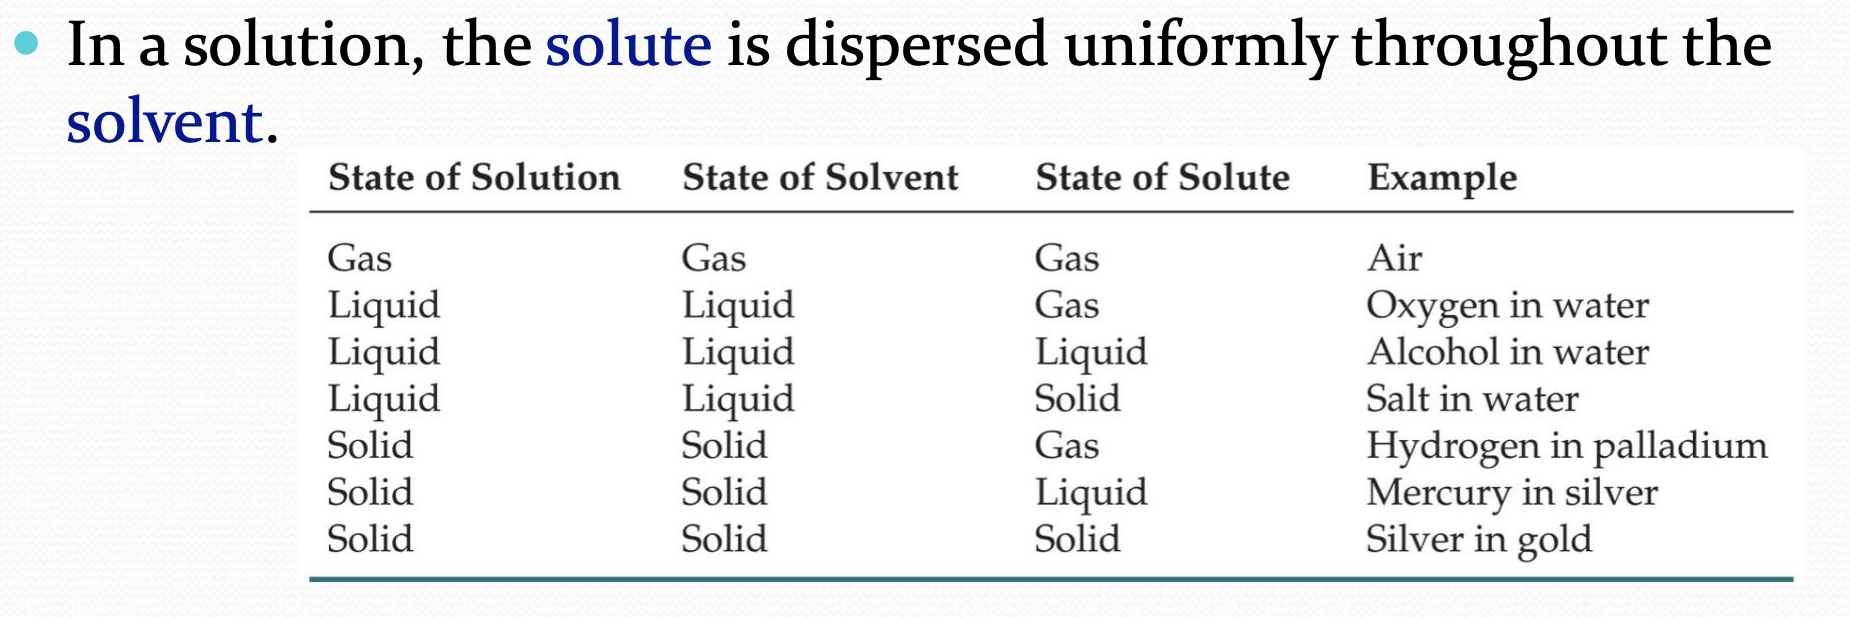 • In a solution, the solute is dispersed uniformly throughout the
solvent.
State of Solution State of Solvent State of Solute Example
Gas Gas Gas Air
Liquid Liquid Gas Oxygen in water
Liquid Liquid Liquid Alcohol in water
Liquid Liquid Solid Salt in water
Solid Solid Gas Hydrogen in palladium
Solid Solid Liquid Mercury in silver
Solid Solid Solid Silver in gold